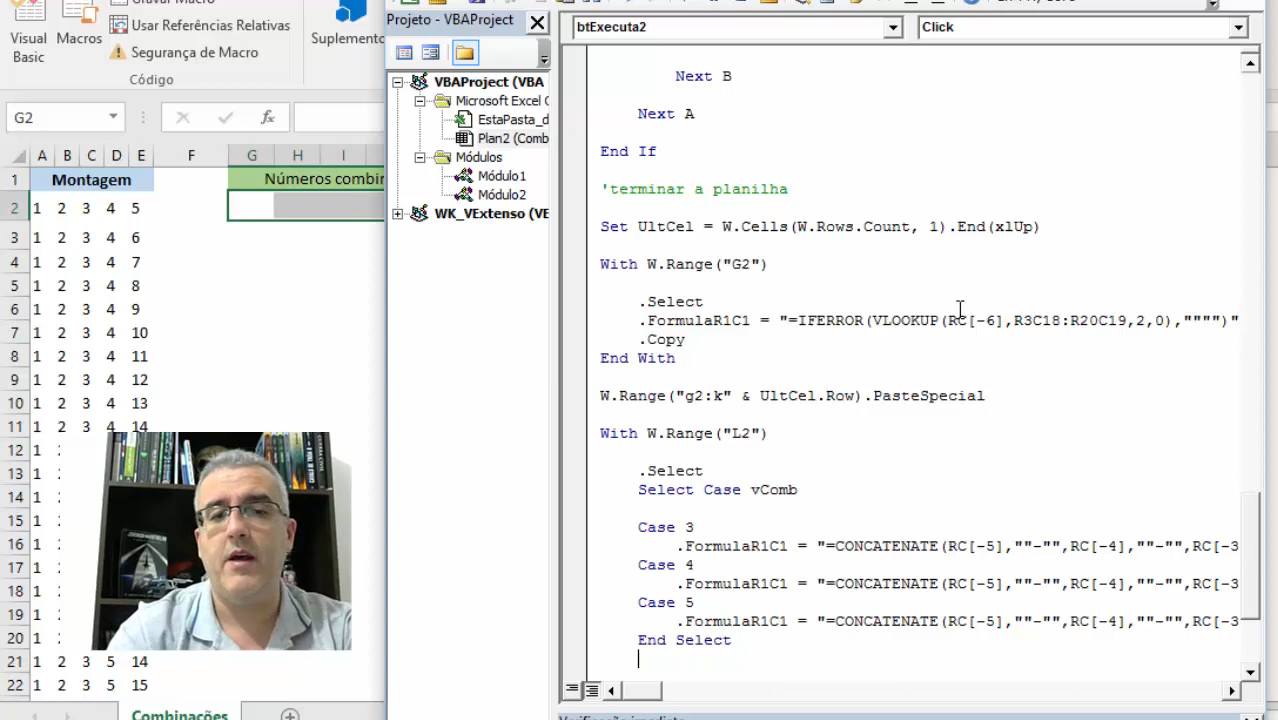 Gravar Macro
Usar Referências Relativas
Segurança de Macro
Visual Basic
Macros
Suplemento
Código
G2
fx
A B C D E F G H I
1 Montagem Números combin
2 1 2 3 4 5
3 1 2 3 4 6
4 1 2 3 4 7
5 1 2 3 4 8
6 1 2 3 4 9
7 1 2 3 4 10
8 1 2 3 4 11
9 1 2 3 4 12
10 1 2 3 4 13
11 1 2 3 4 14
12 1
13 1
14 1
15 1
16 1
17 1
18 1
19 1
20 1
21 1 2 3 5 14
22 1 2 3 5 15
Combinações
Projeto - VBAProject
VBAProject (VBA
Microsoft Excel O
EstaPasta_d
Plan2 (Comb
Módulos
Módulo1
Módulo2
WK_VExtenso (VE
btExecuta2
Click
Next B
Next A
End If
'terminar a planilha
Set UltCel = W.Cells(W.Rows.Count, 1).End(xlUp)
With W.Range("G2")
.Select
.FormulaR1C1 = "=IFERROR(VLOOKUP(RC[-6],R3C18:R20C19,2,0),"""")"
.Copy
End With
W.Range("g2:k" & UltCel.Row).PasteSpecial
With W.Range("L2")
.Select
Select Case vComb
Case 3
.FormulaR1C1 = "=CONCATENATE(RC[-5],""-"",RC[-4],""-"",RC[-3
Case 4
.FormulaR1C1 = "=CONCATENATE(RC[-5],""-"",RC[-4],""-"",RC[-3
Case 5
.FormulaR1C1 = "=CONCATENATE(RC[-5],""-"",RC[-4],""-"",RC[-3
End Select